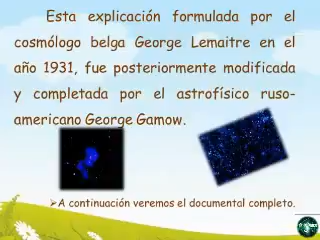 Esta explicación formulada por el
cosmólogo belga George Lemaitre en el
año 1931, fue posteriormente modificada
y completada por el astrofísico ruso-
americano George Gamow.
➢A continuación veremos el documental completo.